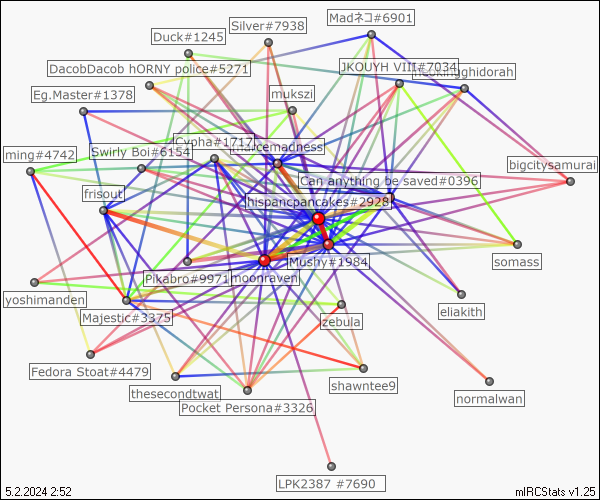 Madネコ#6901
Silver#7938
Duck#1245
JKOUYH VIII#7034
DacobDacob hORNY police#5271
Eg.Master#1378
mukszi
Cypha#1717
ming#4742
Swirly Boi#6154
bigcitysamurai
Can anything be saved#0396
frisout
hispancpancakes#2928
somass
Mushy#1984
Pikabro#9971
moonraven
yoshimanden
eliakith
Majestic#3375
zebula
Fedora Stoat#4479
shawntee9
thesecondtwat
normalwan
Pocket Persona#3326
LPK2387 #7690
5.2.2024 2:52
mIRCStats v1.25